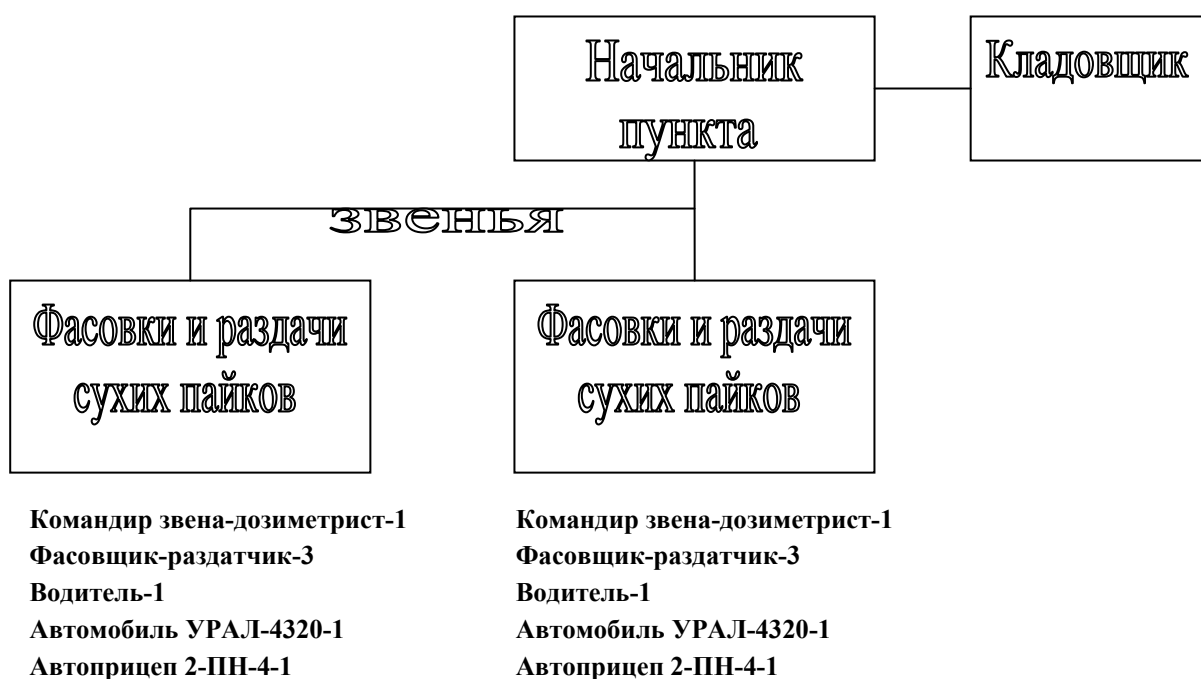 Начальник
пункта
Кладовщик
звенья
Фасовки и раздачи
сухих пайков
Фасовки и раздачи
сухих пайков
Командир звена-дозиметрист-1
Фасовщик-раздатчик-3
Водитель-1
Автомобиль УРАЛ-4320-1
Автоприцеп 2-ПН-4-1
Командир звена-дозиметрист-1
Фасовщик-раздатчик-3
Водитель-1
Автомобиль УРАЛ-4320-1
Автоприцеп 2-ПН-4-1